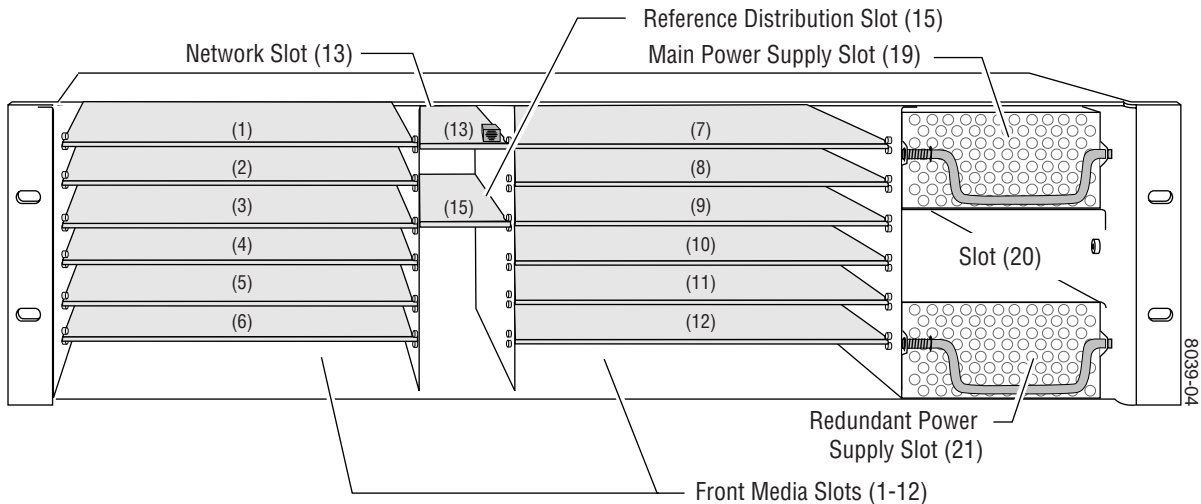 Reference Distribution Slot (15)
Network Slot (13)
Main Power Supply Slot (19)
(1)
(2)
(3)
(4)
(5)
(6)
(13)
(15)
(7)
(8)
(9)
(10)
(11)
(12)
Slot (20)
8039-04
Redundant Power
Supply Slot (21)
Front Media Slots (1-12)